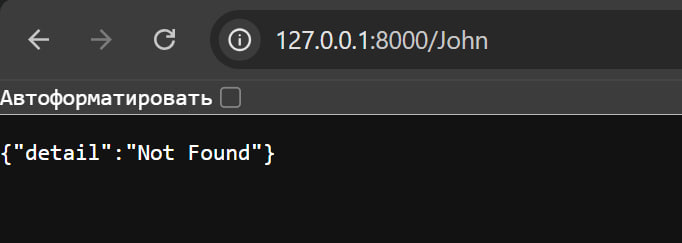 127.0.0.1:8000/John
Автоформатировать
{"detail":"Not Found"}